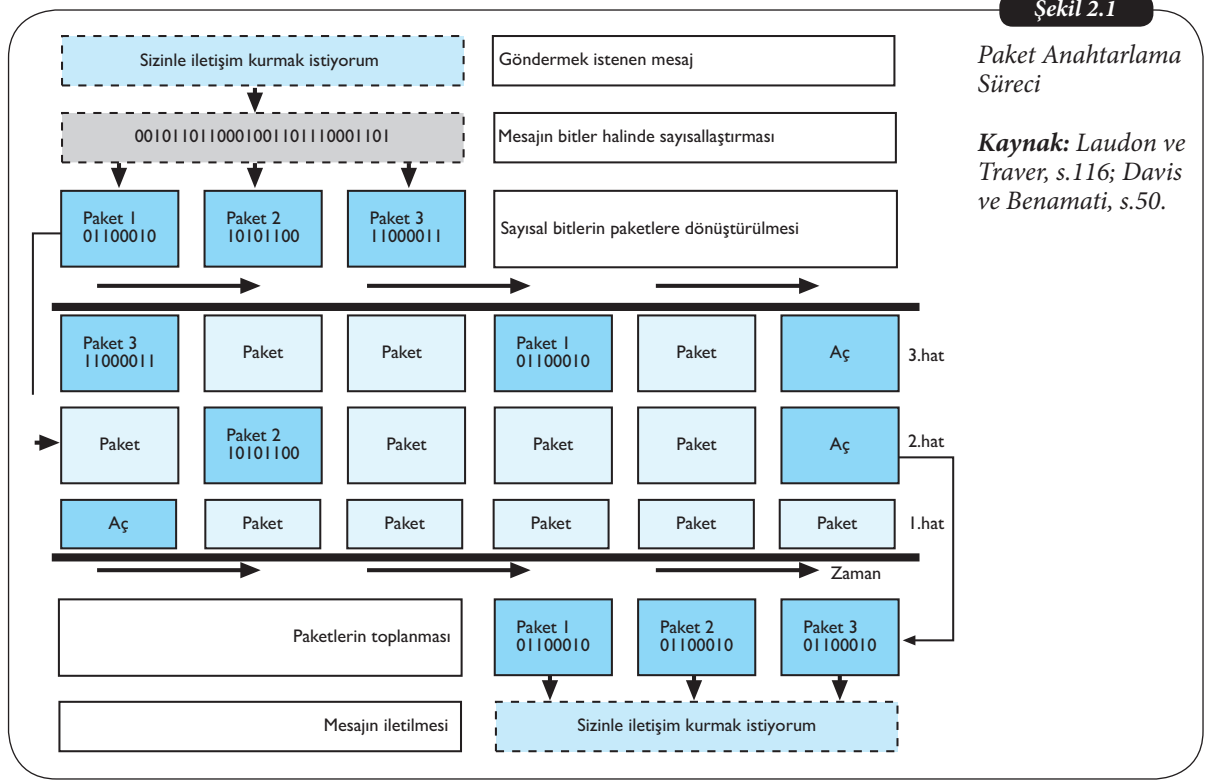 Şekil 2.1
Paket Anahtarlama
Süreci
Kaynak: Laudon ve
Traver, s.116; Davis
ve Benamati, s.50.
Sizinle iletişim kurmak istiyorum
Göndermek istenen mesaj
0010110110001001101110001101
Mesajın bitler halinde sayısallaştırması
Paket 1
01100010
Paket 2
10101100
Paket 3
11000011
Sayısal bitlerin paketlere dönüştürülmesi
Paket 3
11000011
Paket
Paket
Paket 1
01100010
Paket
Aç
3.hat
Paket
Paket 2
10101100
Paket
Paket
Paket
Aç
2.hat
Aç
Paket
Paket
Paket
Paket
Paket
1.hat
Zaman
Paketlerin toplanması
Paket 1
01100010
Paket 2
01100010
Paket 3
01100010
Mesajın iletilmesi
Sizinle iletişim kurmak istiyorum